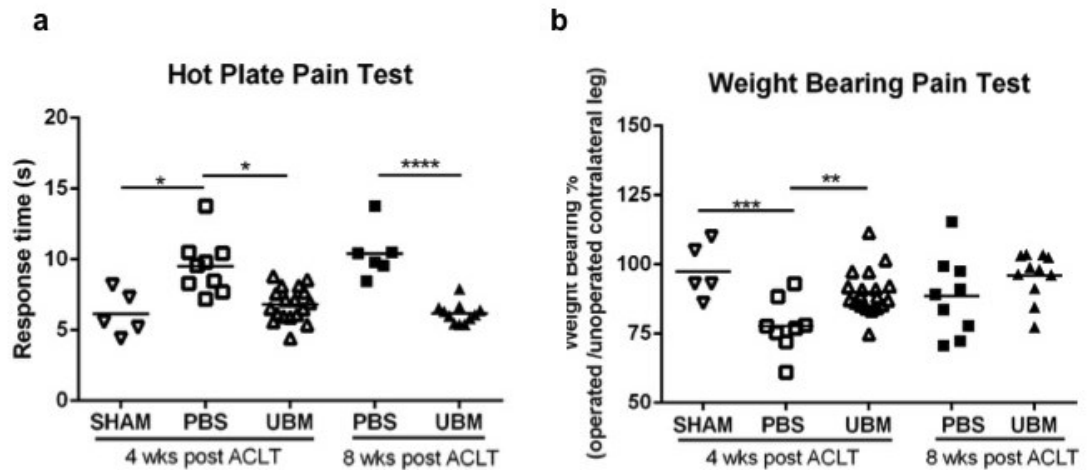 a
Hot Plate Pain Test
Response time (s)
20
15
10
5
0
*
*
****
SHAM
PBS
UBM
PBS
UBM
4 wks post ACLT
8 wks post ACLT
b
Weight Bearing Pain Test
Weight Bearing %
(operated /unoperated contralateral leg)
150
125
100
75
50
***
**
SHAM
PBS
UBM
PBS
UBM
4 wks post ACLT
8 wks post ACLT